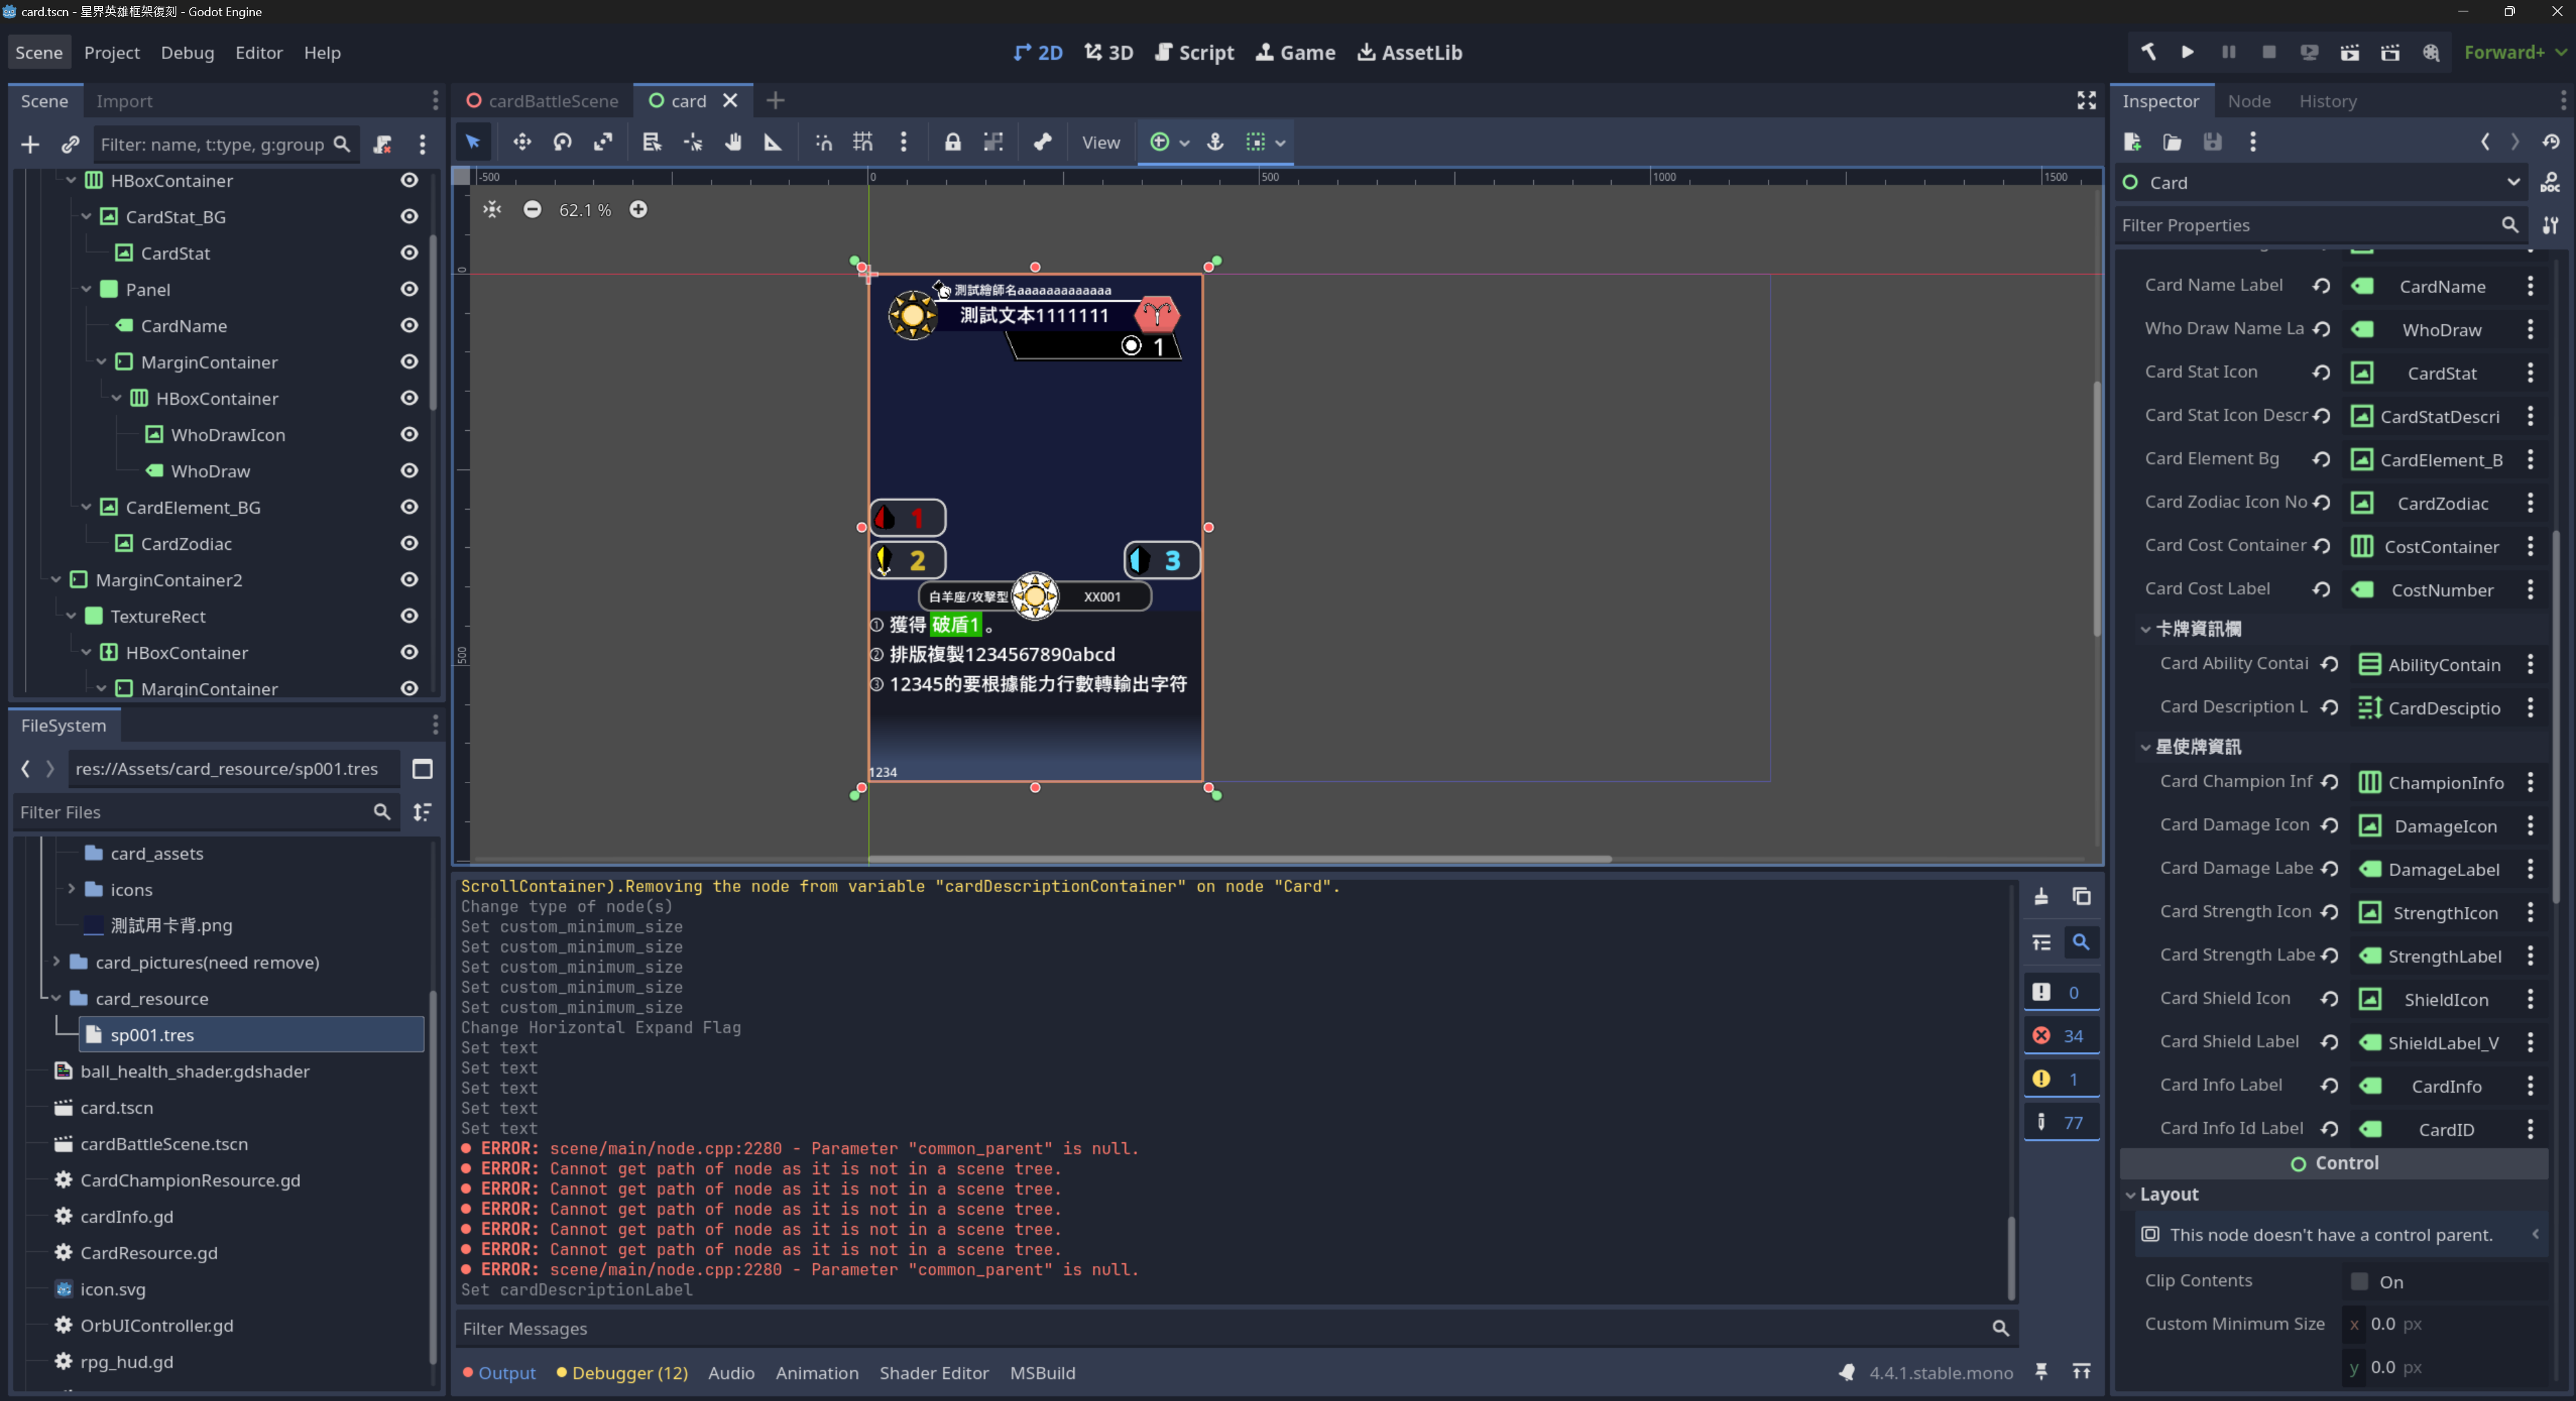 card.tscn - 星界英雄框架復刻 - Godot Engine
Scene Project Debug Editor Help
2D 3D Script Game AssetLib
Forward+
Scene Import
Filter: name, t:type, g:group
HBoxContainer
CardStat_BG
CardStat
Panel
CardName
MarginContainer
HBoxContainer
WhoDrawIcon
WhoDraw
CardElement_BG
CardZodiac
MarginContainer2
TextureRect
HBoxContainer
MarginContainer
FileSystem
res://Assets/card_resource/sp001.tres
Filter Files
card_assets
icons
測試用卡背.png
card_pictures(need remove)
card_resource
sp001.tres
ball_health_shader.gdshader
card.tscn
cardBattleScene.tscn
CardChampionResource.gd
cardInfo.gd
CardResource.gd
icon.svg
OrbUIController.gd
rpg_hud.gd
cardBattleScene card
View
-500 0 500 1000 1500
0
500
62.1 %
測試繪師名aaaaaaaaaaaaa
測試文本1111111
1
1
2
3
白羊座/攻擊型 XX001
① 獲得 破盾1 。
② 排版複製1234567890abcd
③ 12345的要根據能力行數轉輸出字符
1234
ScrollContainer).Removing the node from variable "cardDescriptionContainer" on node "Card".
Change type of node(s)
Set custom_minimum_size
Set custom_minimum_size
Set custom_minimum_size
Set custom_minimum_size
Set custom_minimum_size
Change Horizontal Expand Flag
Set text
Set text
Set text
Set text
Set text
ERROR: scene/main/node.cpp:2280 - Parameter "common_parent" is null.
ERROR: Cannot get path of node as it is not in a scene tree.
ERROR: Cannot get path of node as it is not in a scene tree.
ERROR: Cannot get path of node as it is not in a scene tree.
ERROR: Cannot get path of node as it is not in a scene tree.
ERROR: Cannot get path of node as it is not in a scene tree.
ERROR: scene/main/node.cpp:2280 - Parameter "common_parent" is null.
Set cardDescriptionLabel
0
34
1
77
Filter Messages
Output Debugger (12) Audio Animation Shader Editor MSBuild
4.4.1.stable.mono
Inspector Node History
Card
DOC
Filter Properties
Card Name Label CardName
Who Draw Name La WhoDraw
Card Stat Icon CardStat
Card Stat Icon Descr CardStatDescri
Card Element Bg CardElement_B
Card Zodiac Icon No CardZodiac
Card Cost Container CostContainer
Card Cost Label CostNumber
卡牌資訊欄
Card Ability Contai AbilityContain
Card Description L CardDesciptio
星使牌資訊
Card Champion Inf ChampionInfo
Card Damage Icon DamageIcon
Card Damage Labe DamageLabel
Card Strength Icon StrengthIcon
Card Strength Labe StrengthLabel
Card Shield Icon ShieldIcon
Card Shield Label ShieldLabel_V
Card Info Label CardInfo
Card Info Id Label CardID
Control
Layout
This node doesn't have a control parent.
Clip Contents On
Custom Minimum Size x 0.0 px
y 0.0 px